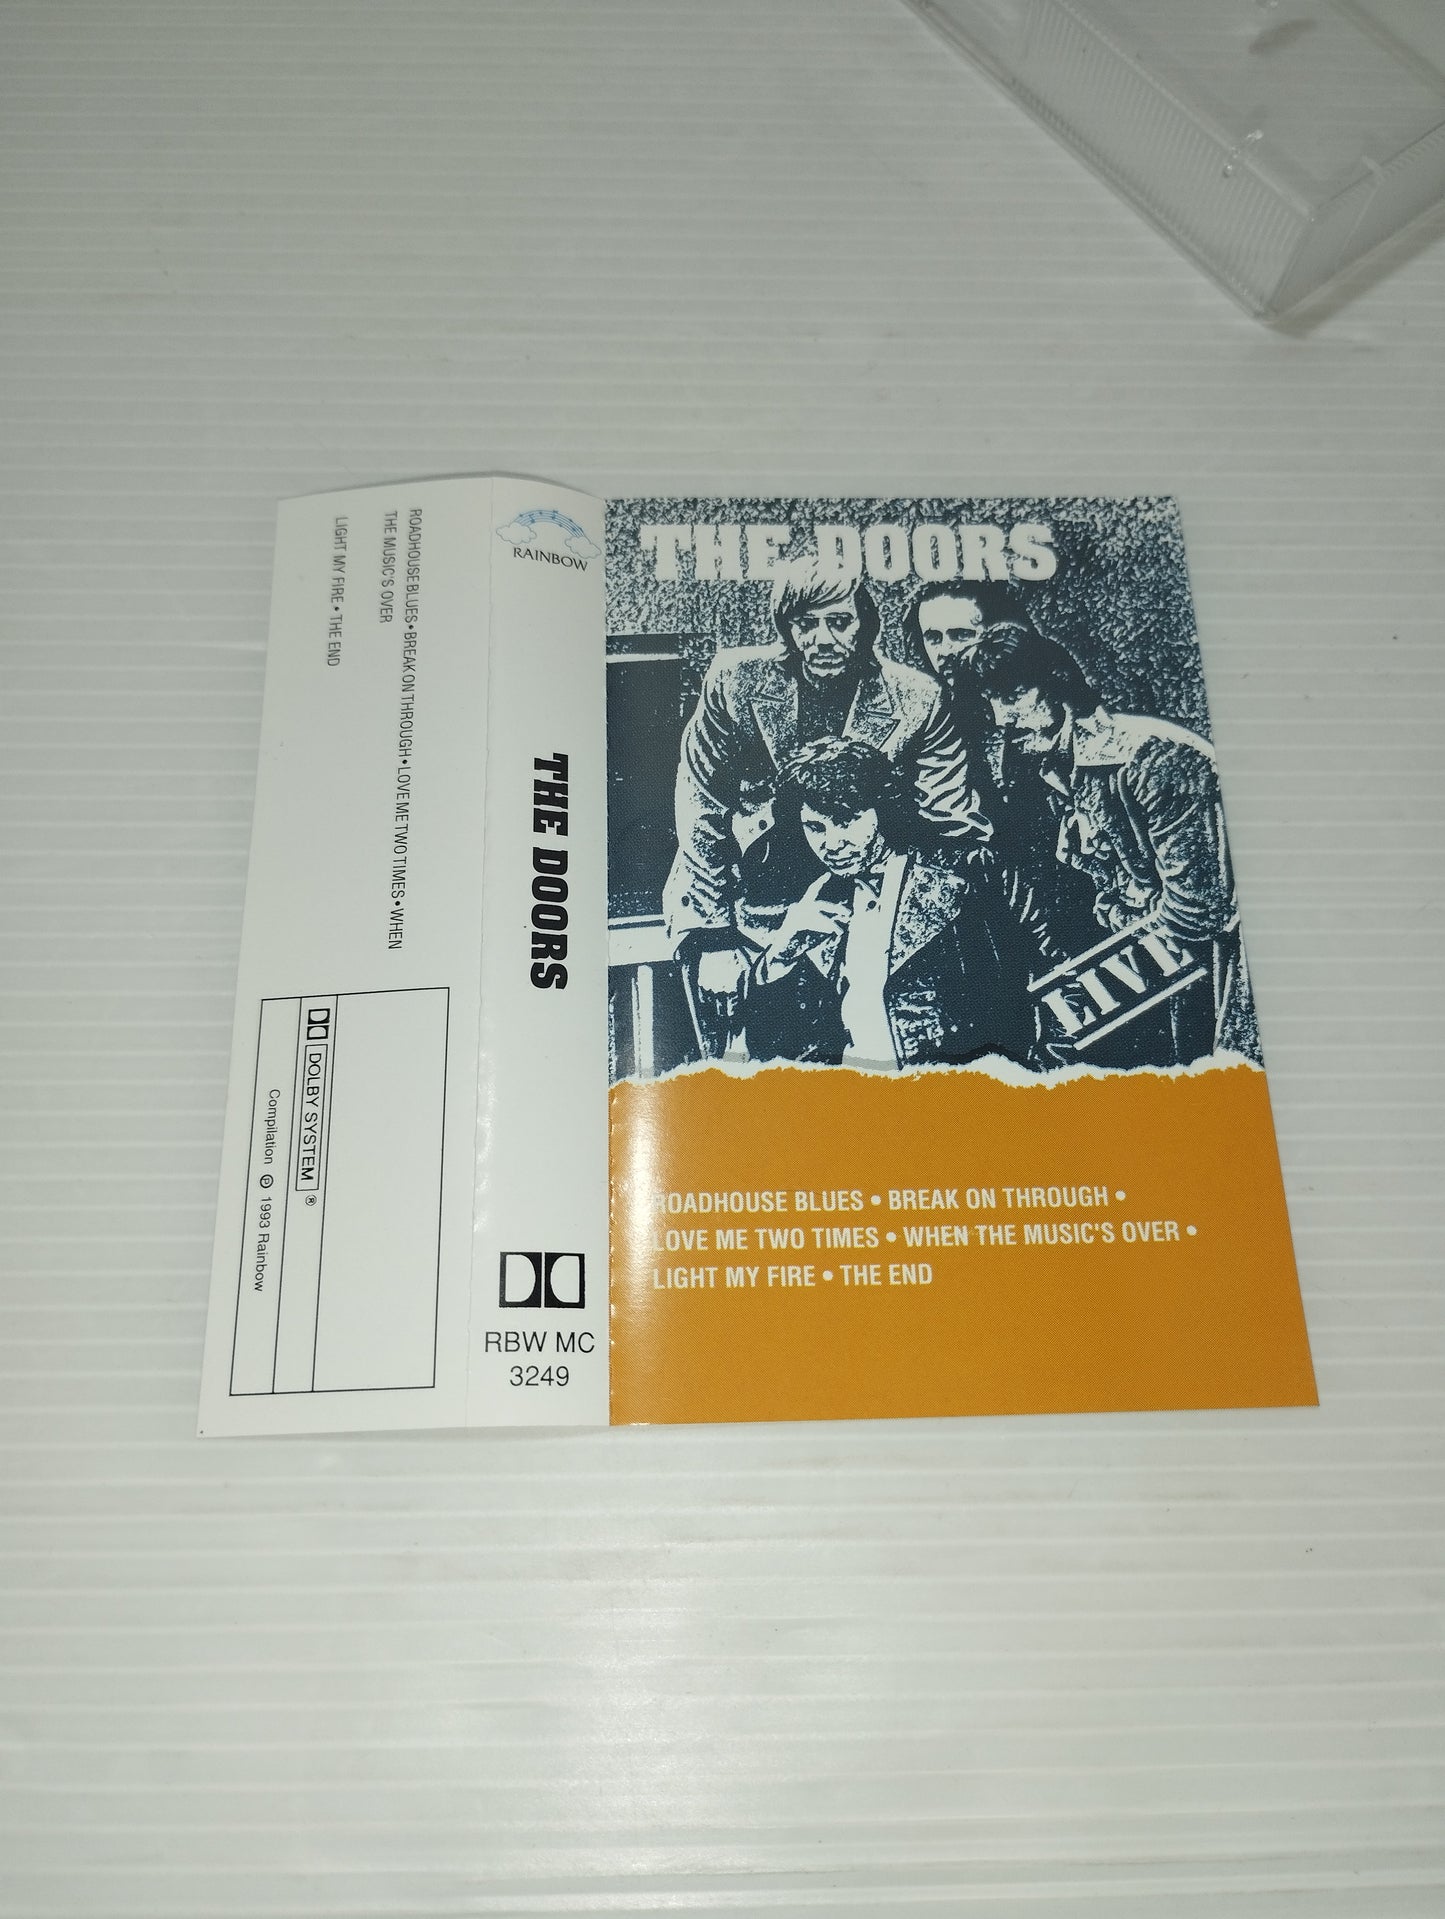 ROADHOUSE BLUES • BREAK ON THROUGH • LOVE ME TWO TIMES • WHEN
THE MUSIC'S OVER
LIGHT MY FIRE • THE END
DOLBY SYSTEM ®
Compilation ℗ 1993 Rainbow
RAINBOW
THE DOORS
RBW MC
3249
THE DOORS
LIVE
ROADHOUSE BLUES • BREAK ON THROUGH •
LOVE ME TWO TIMES • WHEN THE MUSIC'S OVER •
LIGHT MY FIRE • THE END